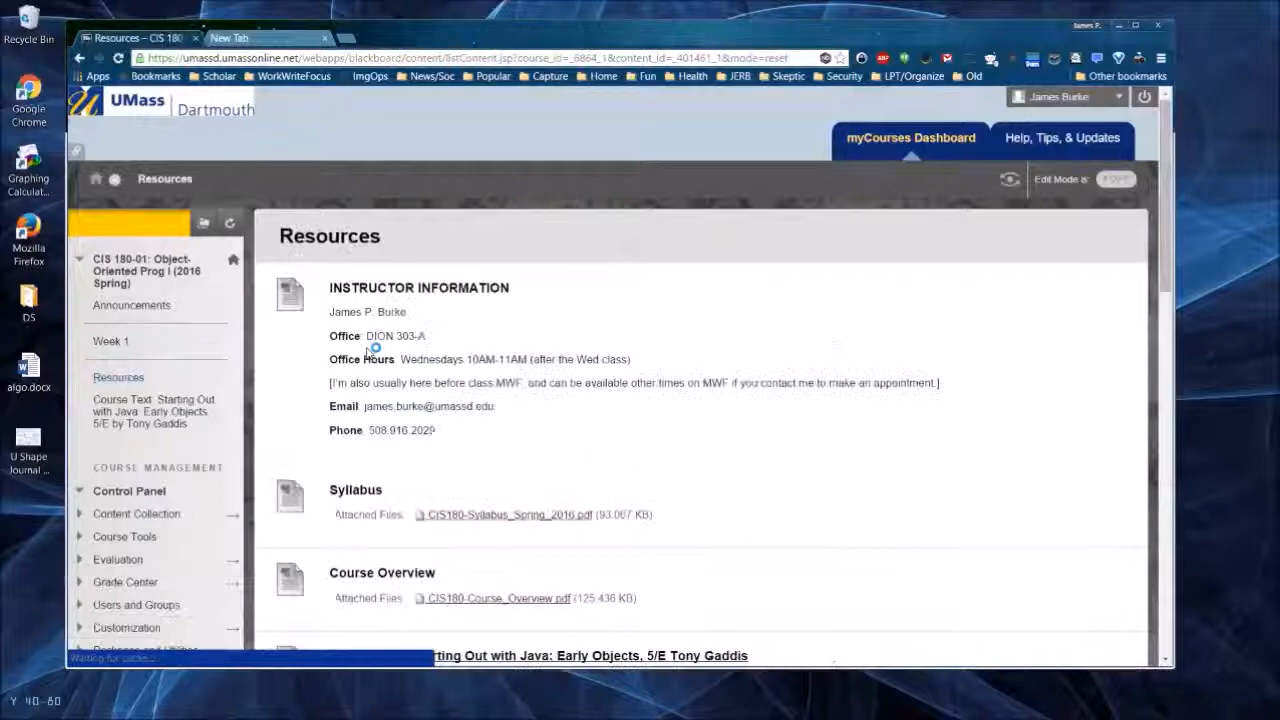 Recycle Bin
Google
Chrome
Graphing
Calculat...
Mozilla
Firefox
DS
algo.docx
U Shape
Journal ...
Y 40-80
James P.
Resources – CIS 180
New Tab
https://umassd.umassonline.net/webapps/blackboard/content/listContent.jsp?course_id=_6864_1&content_id=_401461_1&mode=reset
Apps Bookmarks Scholar WorkWriteFocus ImgOps News/Soc Popular Capture Home Fun Health JERB Skeptic Security LPT/Organize Old Other bookmarks
UMass
Dartmouth
James Burke
myCourses Dashboard
Help, Tips, & Updates
Resources
Edit Mode is:
CIS 180-01: Object-
Oriented Prog I (2016
Spring)
Announcements
Week 1
Resources
Course Text: Starting Out
with Java: Early Objects
5/E by Tony Gaddis
COURSE MANAGEMENT
Control Panel
Content Collection
Course Tools
Evaluation
Grade Center
Users and Groups
Customization
Packages and Utilities
Resources
INSTRUCTOR INFORMATION
James P. Burke
Office: DION 303-A
Office Hours: Wednesdays 10AM-11AM (after the Wed class)
[I'm also usually here before class MWF, and can be available other times on MWF if you contact me to make an appointment.]
Email: james.burke@umassd.edu
Phone: 508.916.2029
Syllabus
Attached Files: CIS180-Syllabus_Spring_2016.pdf (93.067 KB)
Course Overview
Attached Files: CIS180-Course_Overview.pdf (125.436 KB)
rting Out with Java: Early Objects, 5/E Tony Gaddis